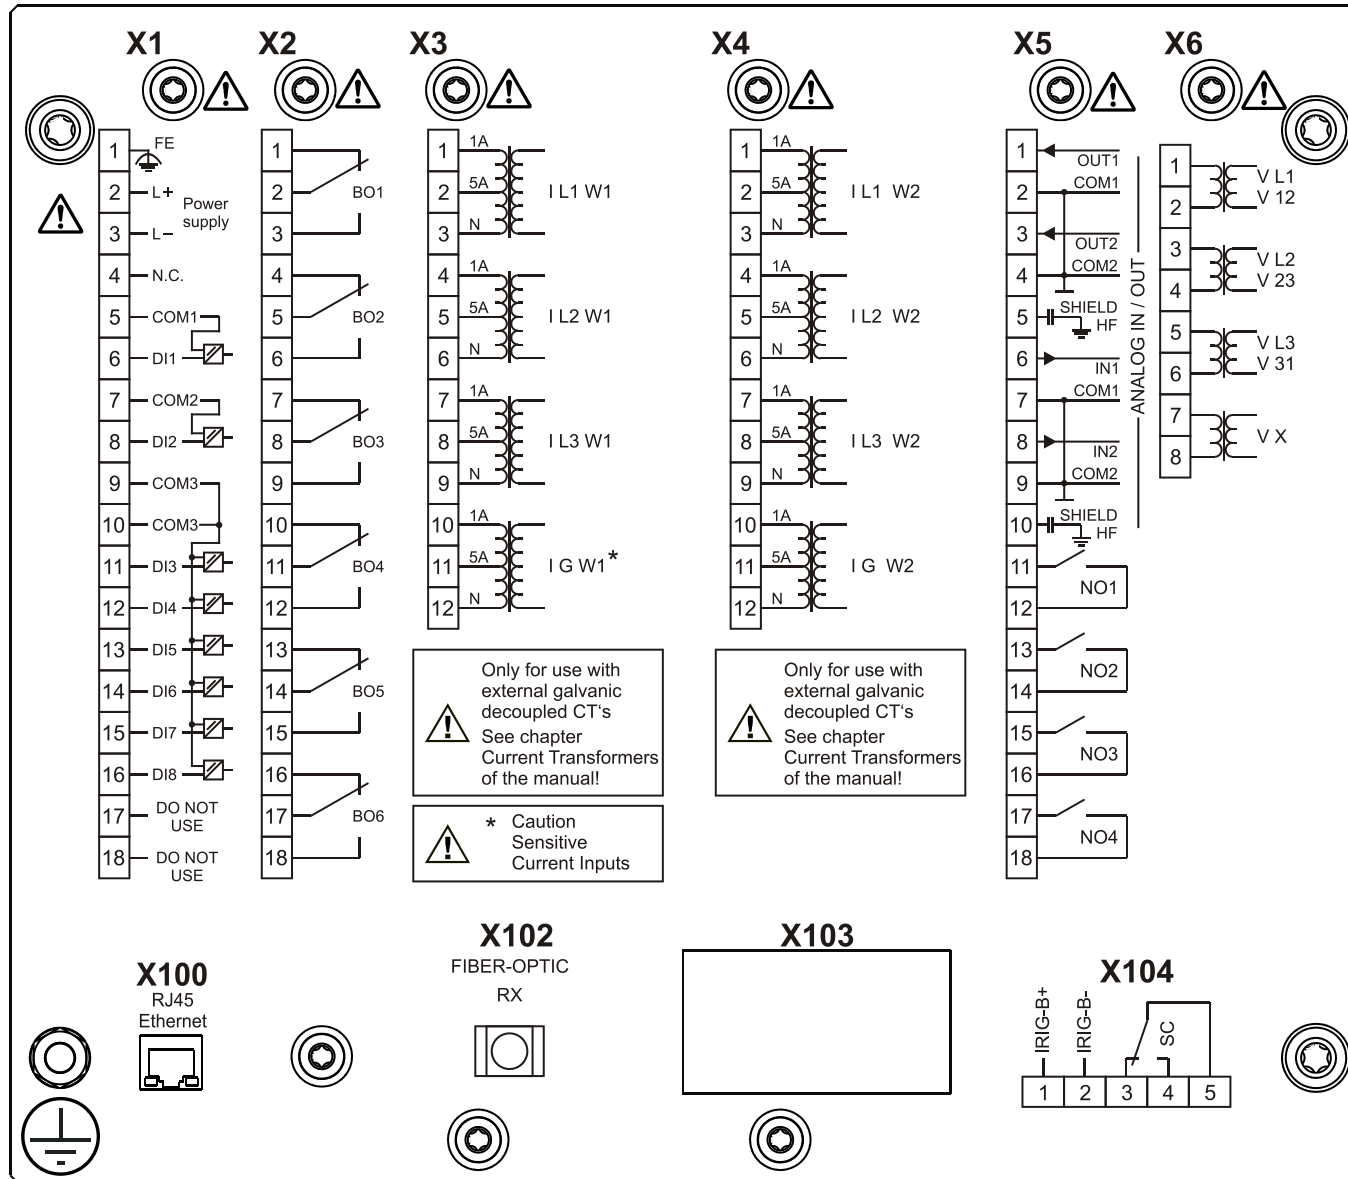 X1 X2 X3 X4 X5 X6
1 FE
2 L+
Power
supply
3 L−
4 N.C.
5 COM1
6 DI1
7 COM2
8 DI2
9 COM3
10 COM3
11 DI3
12 DI4
13 DI5
14 DI6
15 DI7
16 DI8
17 DO NOT
USE
18 DO NOT
USE
1
2 BO1
3
4
5 BO2
6
7
8 BO3
9
10
11 BO4
12
13
14 BO5
15
16
17 BO6
18
1 1A
2 5A I L1 W1
3 N
4 1A
5 5A I L2 W1
6 N
7 1A
8 5A I L3 W1
9 N
10 1A
11 5A I G W1*
12 N
Only for use with
external galvanic
decoupled CT's
See chapter
Current Transformers
of the manual!
* Caution
Sensitive
Current Inputs
1 1A
2 5A I L1 W2
3 N
4 1A
5 5A I L2 W2
6 N
7 1A
8 5A I L3 W2
9 N
10 1A
11 5A I G W2
12 N
Only for use with
external galvanic
decoupled CT's
See chapter
Current Transformers
of the manual!
1 OUT1
2 COM1
3 OUT2
4 COM2
5 SHIELD
HF
6 IN1
7 COM1
8 IN2
9 COM2
10 SHIELD
HF
ANALOG IN / OUT
11
NO1
12
13
NO2
14
15
NO3
16
17
NO4
18
1 V L1
2 V 12
3 V L2
4 V 23
5 V L3
6 V 31
7
V X
8
X100
RJ45
Ethernet
X102
FIBER-OPTIC
RX
X103
X104
IRIG-B+
IRIG-B-
SC
1 2 3 4 5